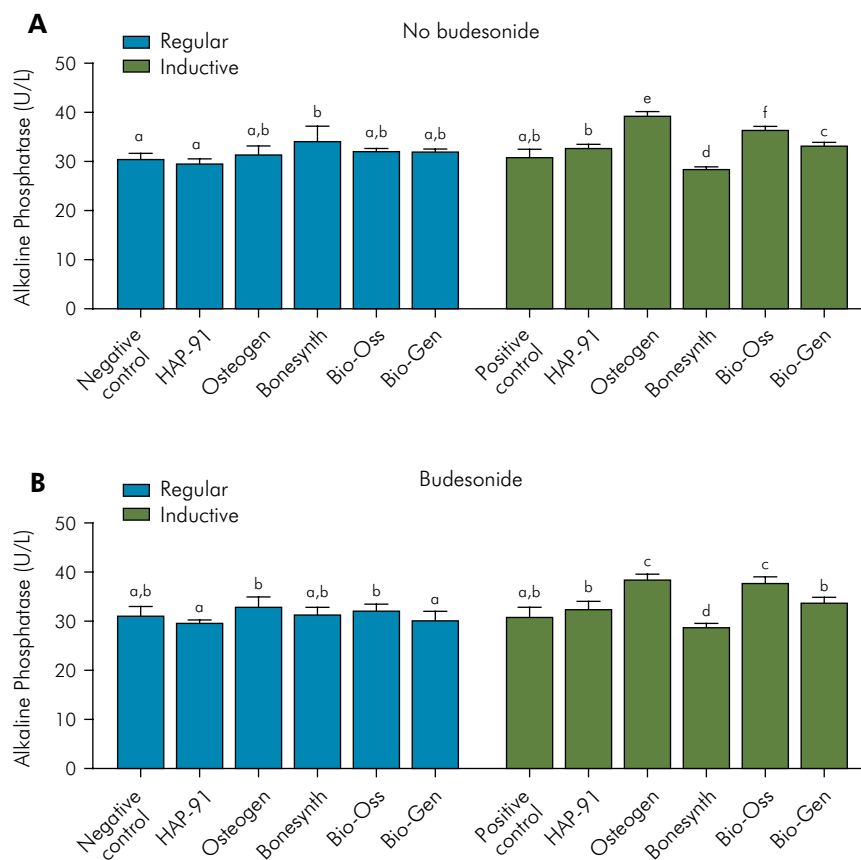 A
No budesonide
Regular
Inductive
Alkaline Phosphatase (U/L)
50
40
30
20
10
0
a
a
a,b
b
a,b
a,b
a,b
b
e
d
f
c
Negative
control
HAP-91
Osteogen
Bonesynth
Bio-Oss
Bio-Gen
Positive
control
HAP-91
Osteogen
Bonesynth
Bio-Oss
Bio-Gen
B
Budesonide
Regular
Inductive
Alkaline Phosphatase (U/L)
50
40
30
20
10
0
a,b
a
b
a,b
b
a
a,b
b
c
d
c
b
Negative
control
HAP-91
Osteogen
Bonesynth
Bio-Oss
Bio-Gen
Positive
control
HAP-91
Osteogen
Bonesynth
Bio-Oss
Bio-Gen